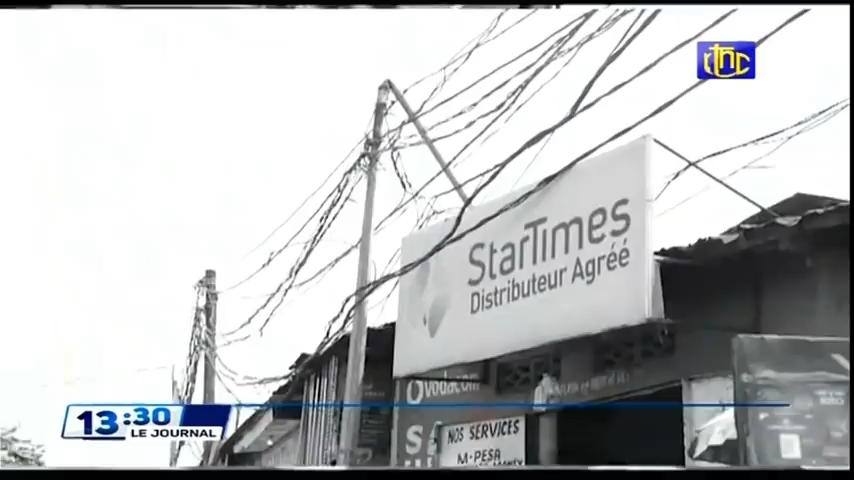 rtnc
StarTimes
Distributeur Agréé
vodacom
NOS SERVICES
M-PESA
13:30
LE JOURNAL